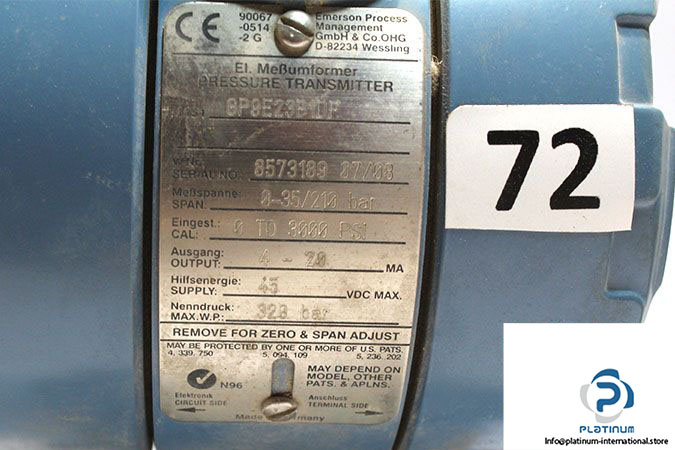 CE 90067 -0514 -2 G
Emerson Process Management GmbH & Co.OHG D-82234 Wessling
El. Meßumformer
PRESSURE TRANSMITTER
SERIAL NO.: 8573189 07/08
Meßspanne:
SPAN: 0-35/210 bar
Eingest.:
CAL: 0 TO 3000 PSI
Ausgang:
OUTPUT: 4 - 20 MA
Hilfsenergie:
SUPPLY: 45 VDC MAX.
Nenndruck:
MAX.W.P.: 323 bar
REMOVE FOR ZERO & SPAN ADJUST
MAY BE PROTECTED BY ONE OR MORE OF U.S. PATS.
4, 339, 750 5, 094, 109 5, 236, 202
N96
MAY DEPEND ON MODEL, OTHER PATS. & APLNS.
Elektronik
CIRCUIT SIDE
Anschluss
TERMINAL SIDE
Made
72
PLATINUM
Info@platinum-international.store